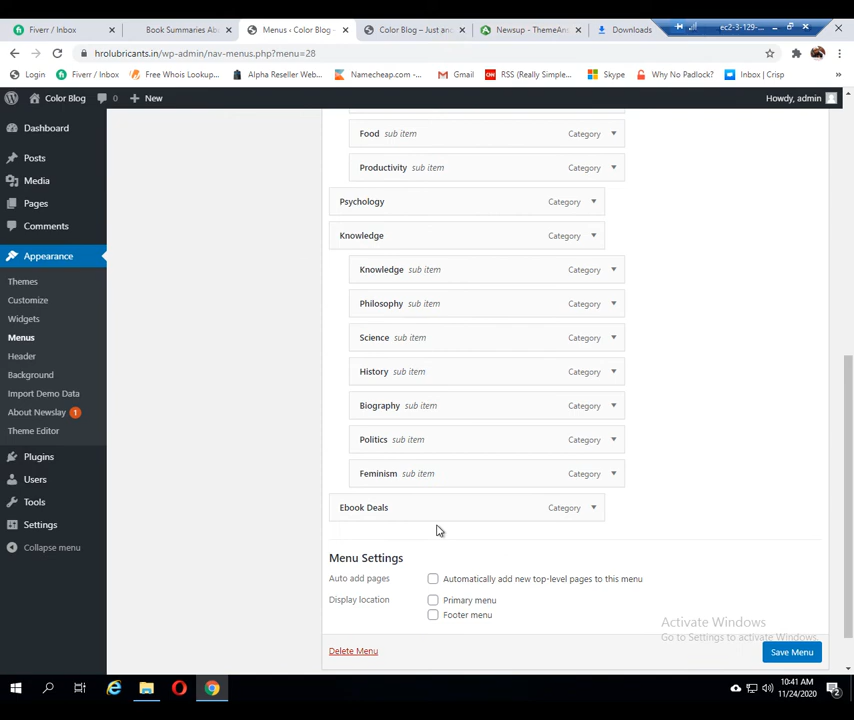 Fiverr / Inbox
Book Summaries Abo
Menus ‹ Color Blog
Color Blog – Just an
Newsup - ThemeAn
Downloads
ec2-3-129-
hrolubricants.in/wp-admin/nav-menus.php?menu=28
Login
Fiverr / Inbox
Free Whois Lookup...
Alpha Reseller Web...
Namecheap.com -...
Gmail
RSS (Really Simple...
Skype
Why No Padlock?
Inbox | Crisp
Color Blog
0
New
Howdy, admin
Dashboard
Posts
Media
Pages
Comments
Appearance
Themes
Customize
Widgets
Menus
Header
Background
Import Demo Data
About Newslay 1
Theme Editor
Plugins
Users
Tools
Settings
Collapse menu
Food sub item Category
Productivity sub item Category
Psychology Category
Knowledge Category
Knowledge sub item Category
Philosophy sub item Category
Science sub item Category
History sub item Category
Biography sub item Category
Politics sub item Category
Feminism sub item Category
Ebook Deals Category
Menu Settings
Auto add pages Automatically add new top-level pages to this menu
Display location Primary menu
Footer menu
Activate Windows
Go to Settings to activate Windows.
Delete Menu
Save Menu
10:41 AM
11/24/2020
2